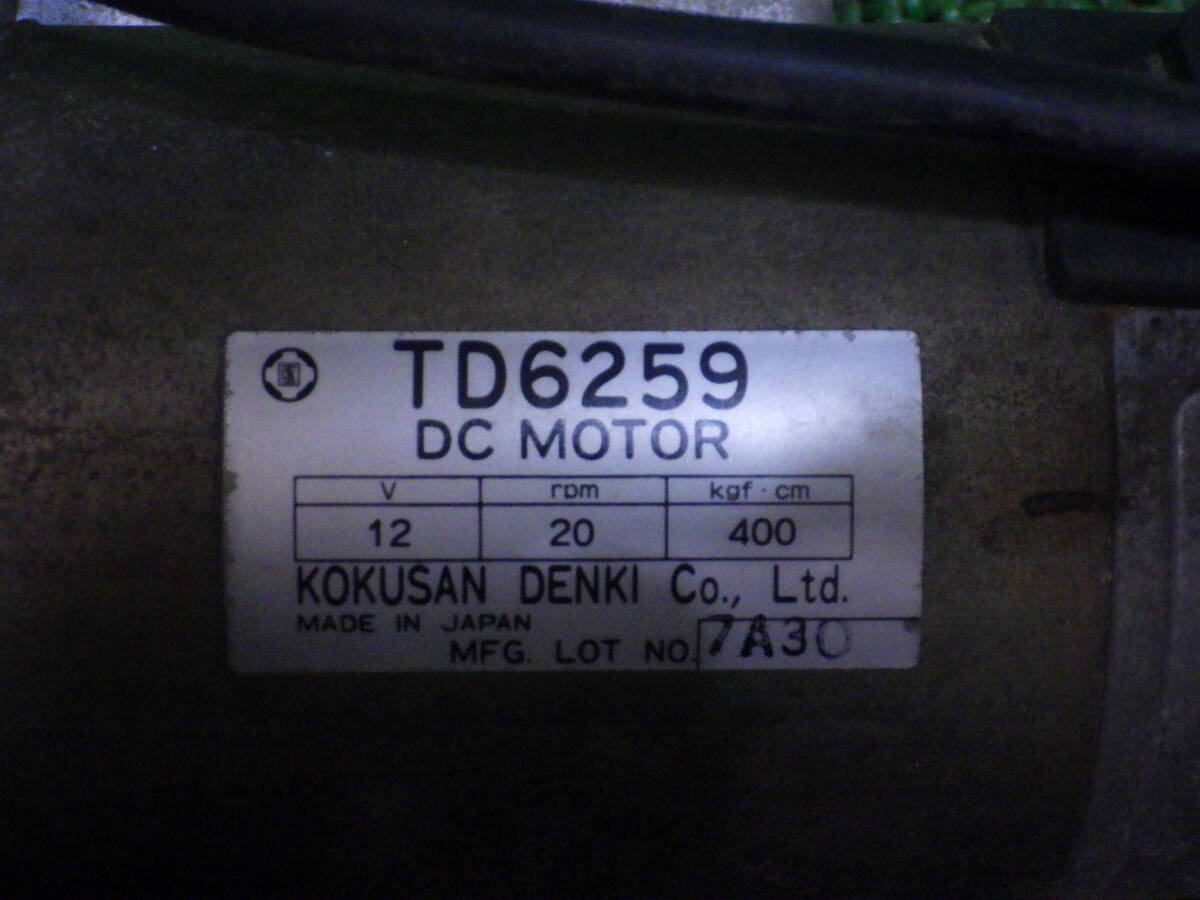 TD6259
DC MOTOR
V rpm kgf·cm
12 20 400
KOKUSAN DENKI Co., Ltd.
MADE IN JAPAN
MFG. LOT NO. 7A30